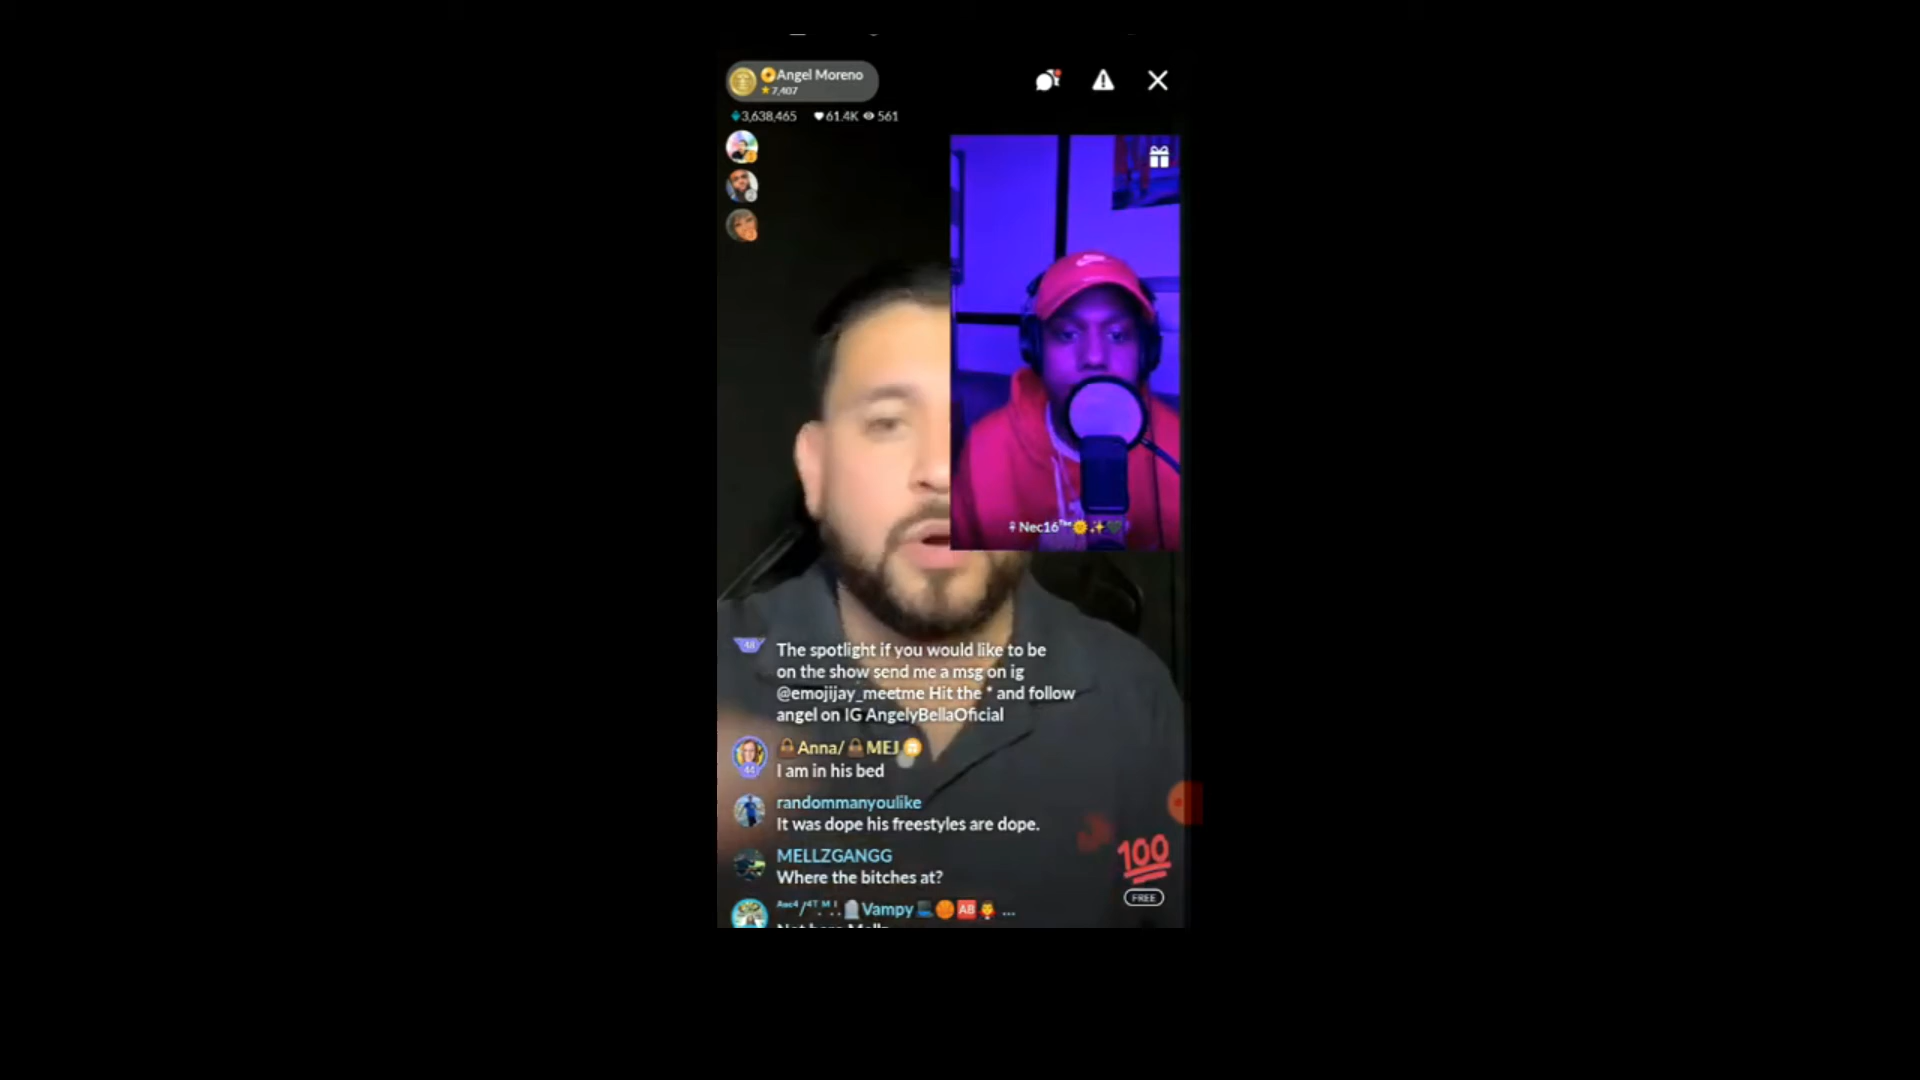 Angel Moreno
7,407
3,638,465 61.4K 561
Nec16
The spotlight if you would like to be
on the show send me a msg on ig
@emojijay_meetme Hit the * and follow
angel on IG AngelyBellaOficial
Anna/ MEJ
44
I am in his bed
randommanyoulike
It was dope his freestyles are dope.
MELLZGANGG
Where the bitches at?
100
FREE
Vampy AB ...